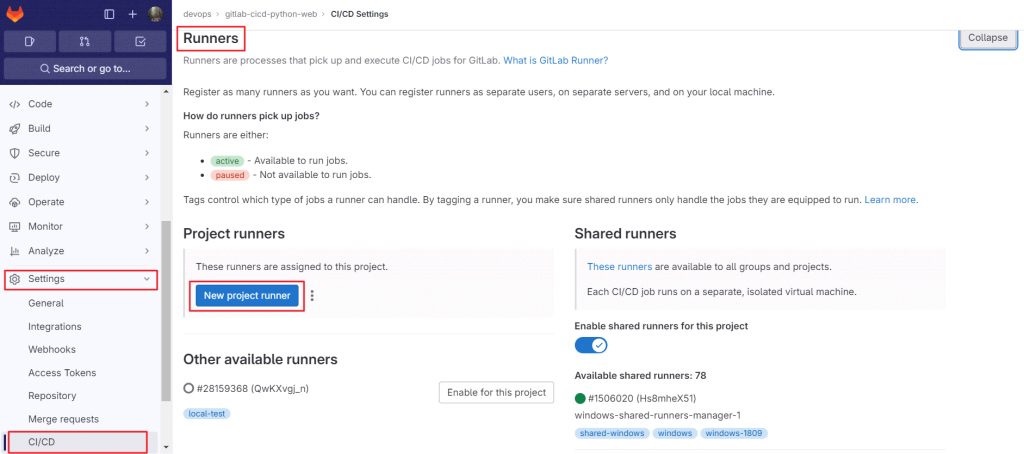 devops › gitlab-cicd-python-web › CI/CD Settings
Search or go to...
Code
Build
Secure
Deploy
Operate
Monitor
Analyze
Settings
General
Integrations
Webhooks
Access Tokens
Repository
Merge requests
CI/CD
Runners
Collapse
Runners are processes that pick up and execute CI/CD jobs for GitLab. What is GitLab Runner?
Register as many runners as you want. You can register runners as separate users, on separate servers, and on your local machine.
How do runners pick up jobs?
Runners are either:
• active - Available to run jobs.
• paused - Not available to run jobs.
Tags control which type of jobs a runner can handle. By tagging a runner, you make sure shared runners only handle the jobs they are equipped to run. Learn more.
Project runners
These runners are assigned to this project.
New project runner
Other available runners
#28159368 (QwKXvgj_n)
Enable for this project
local-test
Shared runners
These runners are available to all groups and projects.
Each CI/CD job runs on a separate, isolated virtual machine.
Enable shared runners for this project
Available shared runners: 78
#1506020 (Hs8mheX51)
windows-shared-runners-manager-1
shared-windows windows windows-1809